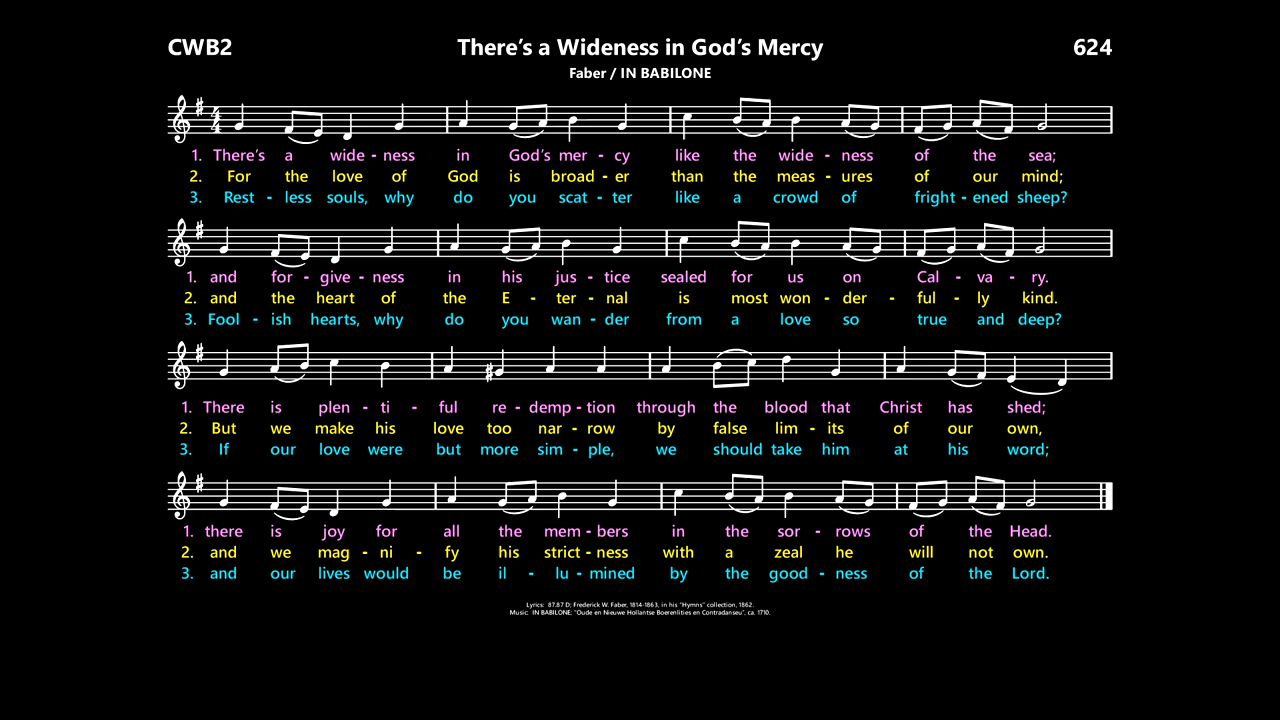 CWB2 There's a Wideness in God's Mercy 624
Faber / IN BABILONE
1. There's a wide - ness in God's mer - cy like the wide - ness of the sea;
2. For the love of God is broad - er than the meas - ures of our mind;
3. Rest - less souls, why do you scat - ter like a crowd of fright - ened sheep?
1. and for - give - ness in his jus - tice sealed for us on Cal - va - ry.
2. and the heart of the E - ter - nal is most won - der - ful - ly kind.
3. Fool - ish hearts, why do you wan - der from a love so true and deep?
1. There is plen - ti - ful re - demp - tion through the blood that Christ has shed;
2. But we make his love too nar - row by false lim - its of our own,
3. If our love were but more sim - ple, we should take him at his word;
1. there is joy for all the mem - bers in the sor - rows of the Head.
2. and we mag - ni - fy his strict - ness with a zeal he will not own.
3. and our lives would be il - lu - mined by the good - ness of the Lord.
Lyrics: 87.87 D; Frederick W. Faber, 1814-1863, in his "Hymns" collection, 1862.
Music: IN BABILONE; "Oude en Nieuwe Hollantse Boerenlities en Contradanseu", ca. 1710.